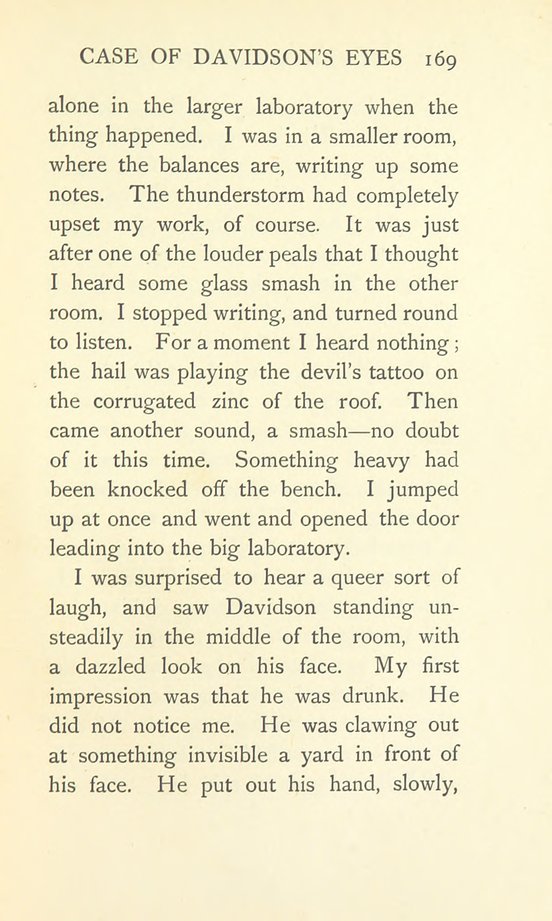 CASE OF DAVIDSON'S EYES 169
alone in the larger laboratory when the
thing happened. I was in a smaller room,
where the balances are, writing up some
notes. The thunderstorm had completely
upset my work, of course. It was just
after one of the louder peals that I thought
I heard some glass smash in the other
room. I stopped writing, and turned round
to listen. For a moment I heard nothing ;
the hail was playing the devil's tattoo on
the corrugated zinc of the roof. Then
came another sound, a smash—no doubt
of it this time. Something heavy had
been knocked off the bench. I jumped
up at once and went and opened the door
leading into the big laboratory.
I was surprised to hear a queer sort of
laugh, and saw Davidson standing un-
steadily in the middle of the room, with
a dazzled look on his face. My first
impression was that he was drunk. He
did not notice me. He was clawing out
at something invisible a yard in front of
his face. He put out his hand, slowly,